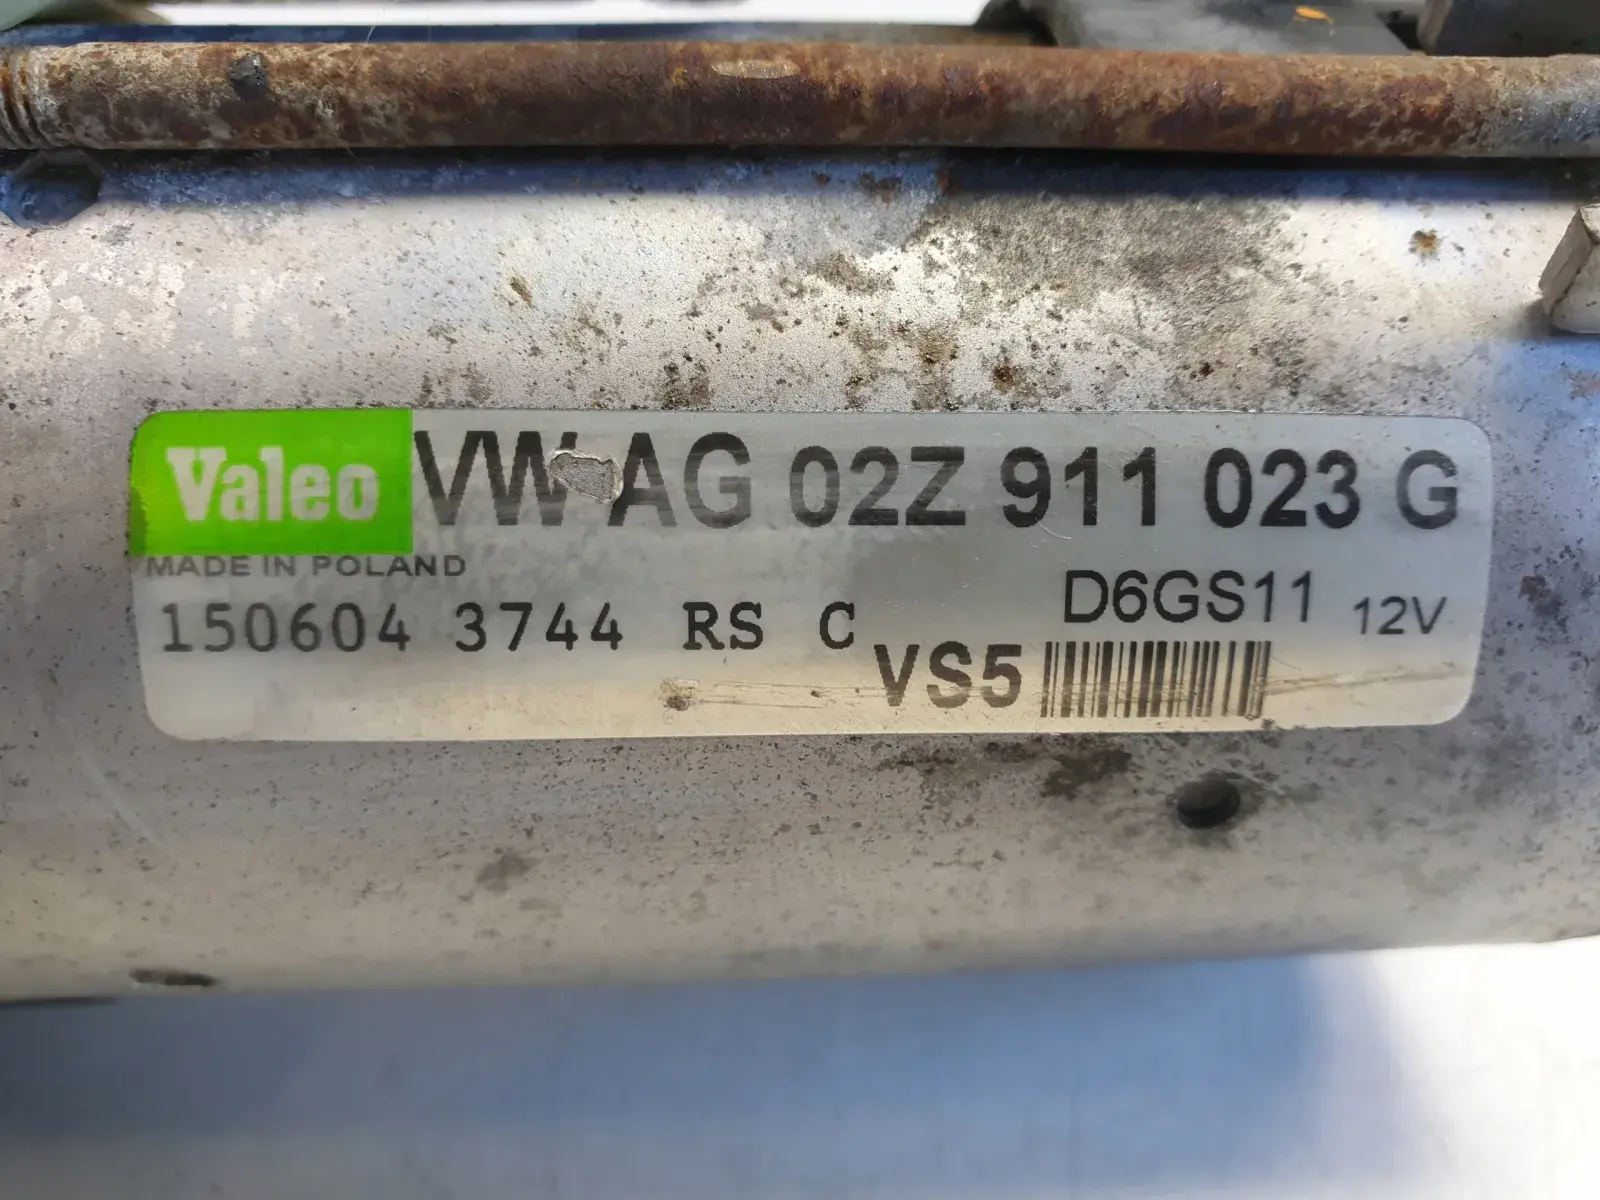 Valeo VW AG 02Z 911 023 G
MADE IN POLAND
D6GS11 12V
150604 3744 RS C
VS5